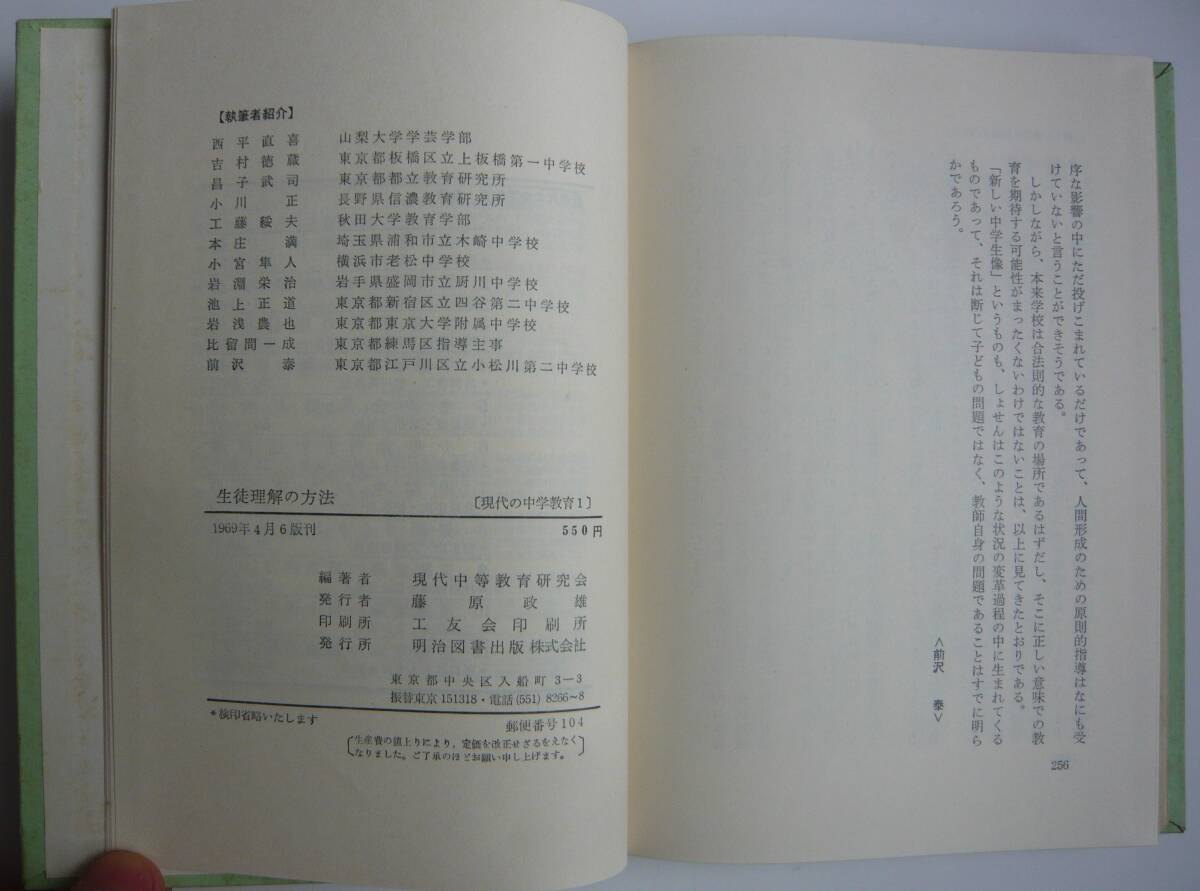 序な影響の中にただ投げこまれているだけであって、人間形成のための原則的指導はなにも受
けていないと言うことができそうである。
しかしながら、本来学校は合法則的な教育の場所であるはずだし、そこに正しい意味での教
育を期待する可能性がまったくないわけではないことは、以上に見てきたとおりである。
「新しい中学生像」というものも、しょせんはこのような状況の変革過程の中に生まれてくる
ものであって、それは断じて子どもの問題ではなく、教師自身の問題であることはすでに明ら
かであろう。
<前沢 泰>
256
【執筆者紹介】
西平直喜 山梨大学学芸学部
吉村徳蔵 東京都板橋区立上板橋第一中学校
昌子武司 東京都都立教育研究所
小川正 長野県信濃教育研究所
工藤綏夫 秋田大学教育学部
本庄満 埼玉県浦和市立木崎中学校
小宮隼人 横浜市老松中学校
岩淵栄治 岩手県盛岡市立厨川中学校
池上正道 東京都新宿区立四谷第二中学校
岩浅農也 東京都東京大学附属中学校
比留間一成 東京都練馬区指導主事
前沢泰 東京都江戸川区立小松川第二中学校
生徒理解の方法 〔現代の中学教育1〕
1969年4月6版刊 550円
編著者 現代中等教育研究会
発行者 藤原政雄
印刷所 工友会印刷所
発行所 明治図書出版株式会社
東京都中央区入船町3-3
振替東京151318・電話(551)8266~8
*検印省略いたします 郵便番号104
〔生産費の値上りにより，定価を改正せざるをえなく
なりました。ご了承のほどお願い申し上げます。〕